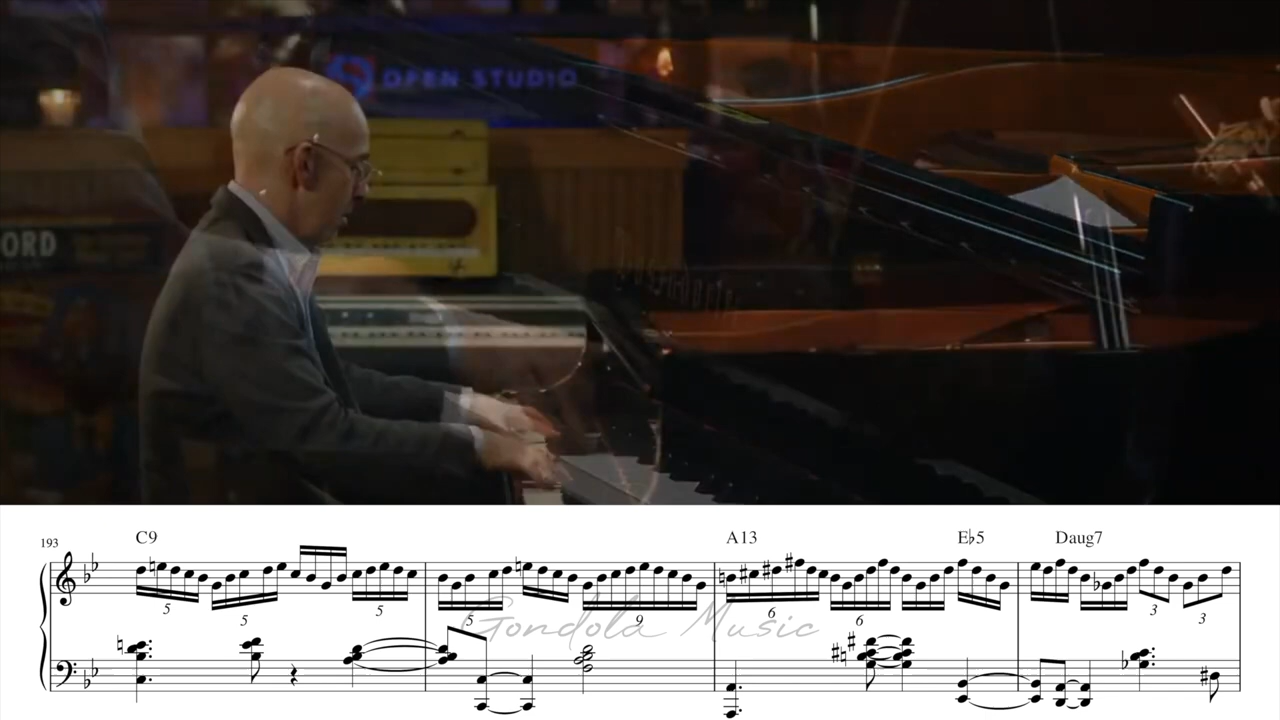 OPEN STUDIO
ORD
193
C9
A13
E♭5
Daug7
5
5
5
5
9
6
6
3
3
Gondola Music